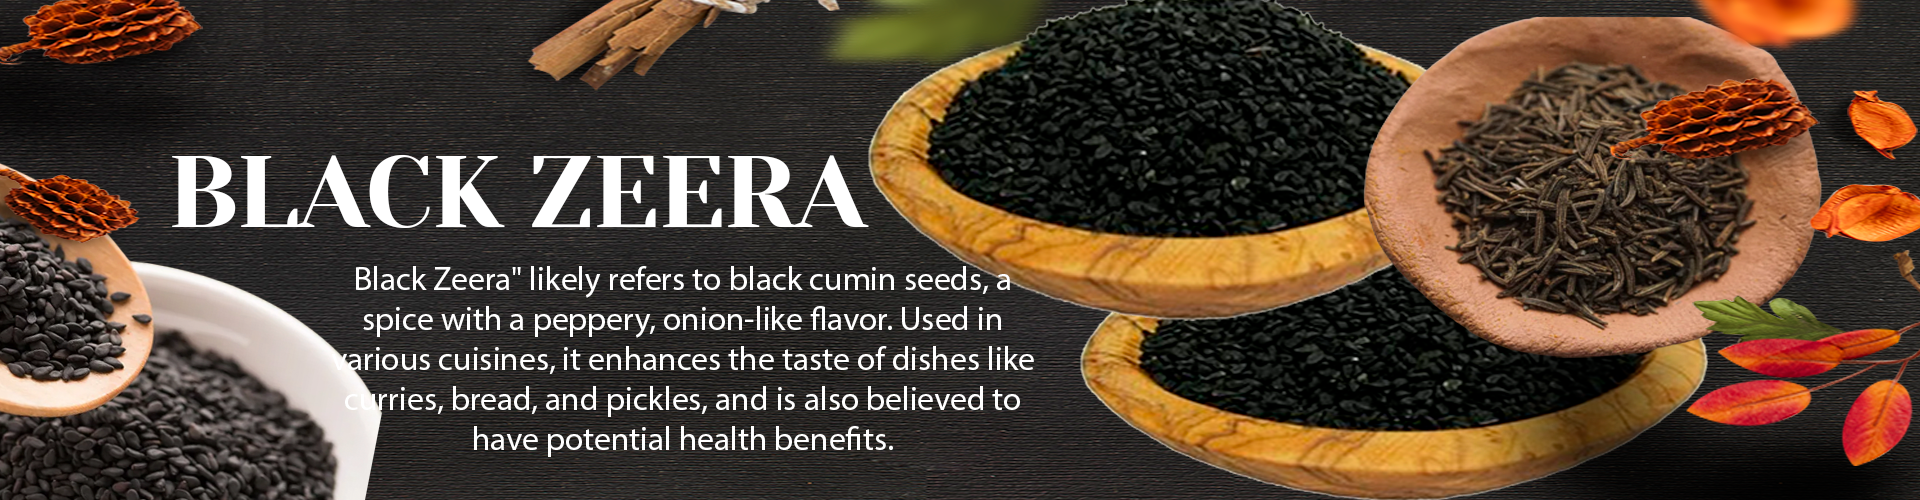 BLACK ZEERA
Black Zeera" likely refers to black cumin seeds, a
spice with a peppery, onion-like flavor. Used in
various cuisines, it enhances the taste of dishes like
curries, bread, and pickles, and is also believed to
have potential health benefits.